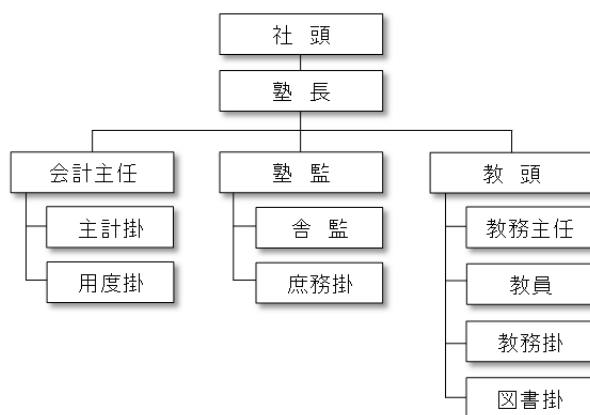 社頭
塾長
会計主任
主計掛
用度掛
塾監
舎監
庶務掛
教頭
教務主任
教員
教務掛
図書掛